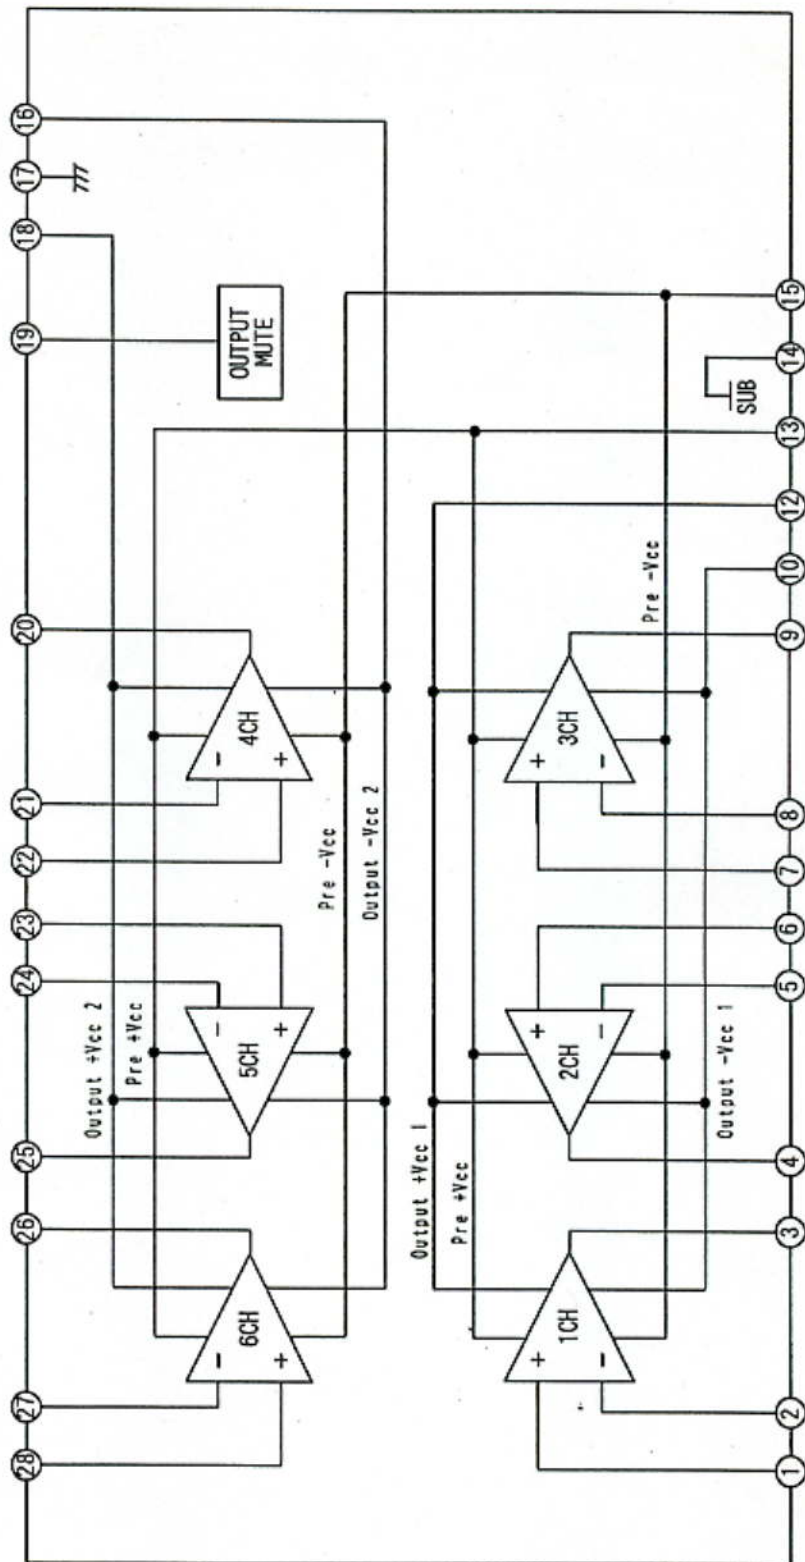 16
17
18
19
20
21
22
23
24
25
26
27
28
OUTPUT
MUTE
Output +Vcc 2
Pre +Vcc
- 4CH +
- 5CH +
- 6CH +
Pre -Vcc
Output -Vcc 2
Output +Vcc 1
Pre +Vcc
+ 3CH -
+ 2CH -
+ 1CH -
Pre -Vcc
Output -Vcc 1
SUB
15
14
13
12
10
9
8
7
6
5
4
3
2
1